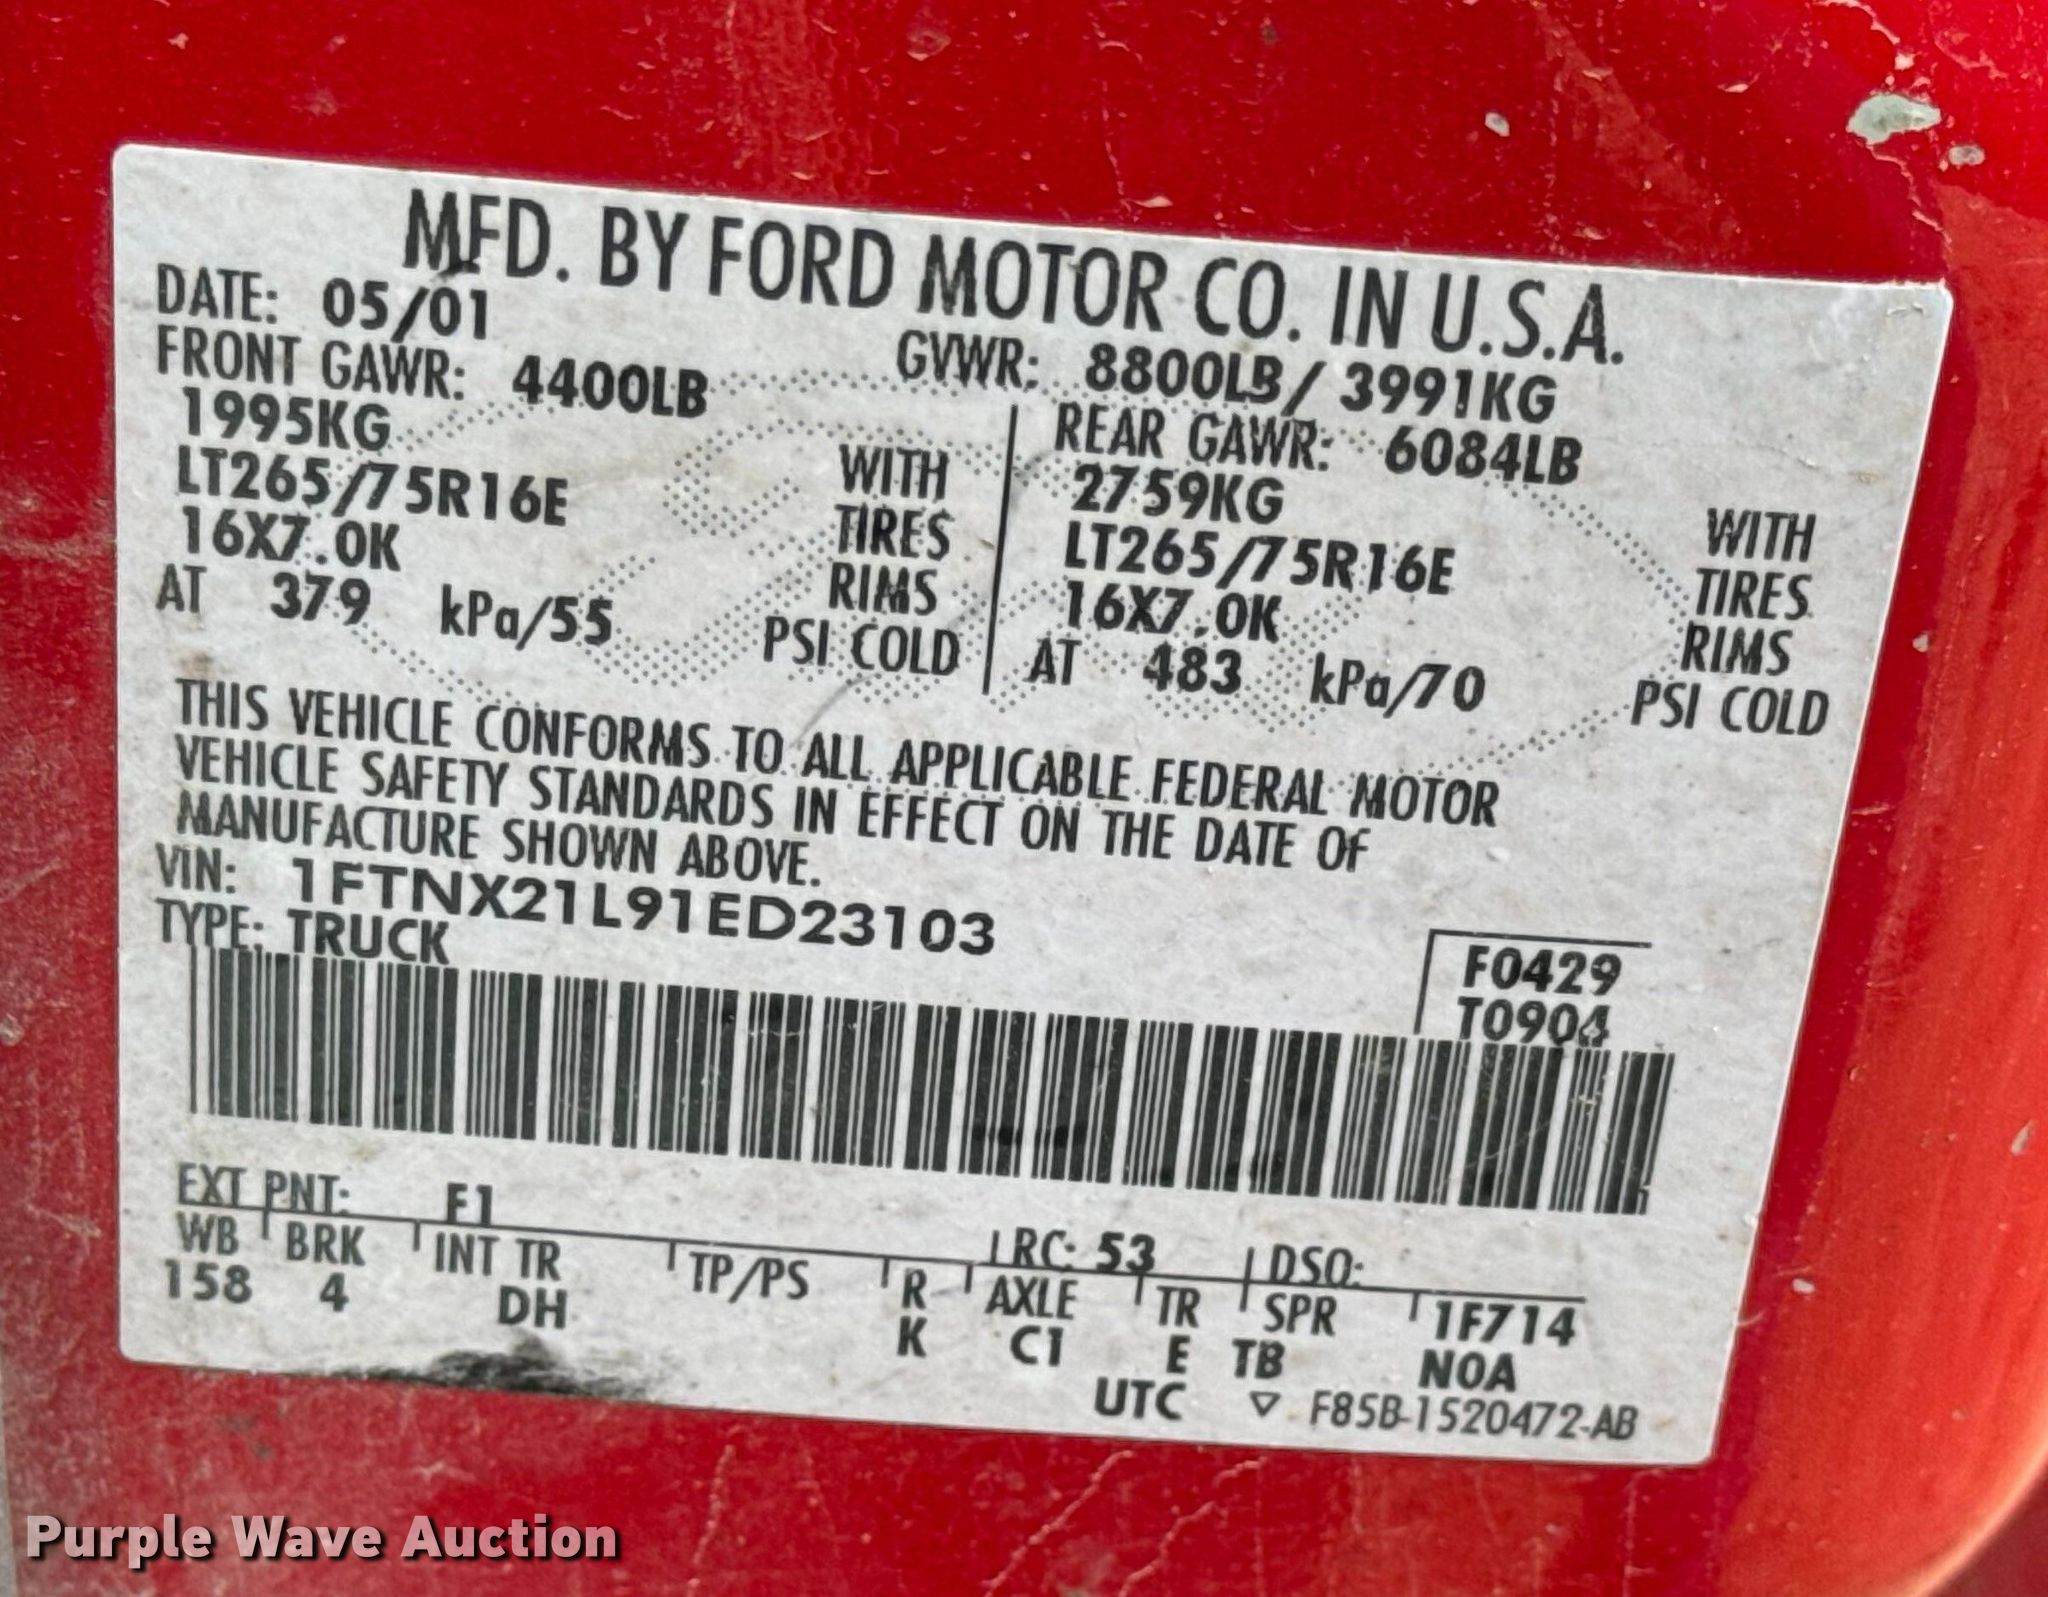 MFD. BY FORD MOTOR CO. IN U.S.A.
DATE: 05/01 GVWR: 8800LB/ 3991KG
FRONT GAWR: 4400LB REAR GAWR: 6084LB
1995KG WITH 2759KG WITH
LT265/75R16E TIRES LT265/75R16E TIRES
16X7.0K RIMS 16X7.0K RIMS
AT 379 kPa/55 PSI COLD AT 483 kPa/70 PSI COLD
THIS VEHICLE CONFORMS TO ALL APPLICABLE FEDERAL MOTOR
VEHICLE SAFETY STANDARDS IN EFFECT ON THE DATE OF
MANUFACTURE SHOWN ABOVE.
VIN: 1FTNX21L91ED23103
TYPE: TRUCK F0429
T0904
EXT PNT: F1 RC: 53 DSO:
WB BRK INT TR TP/PS R AXLE TR SPR 1F714
158 4 DH K C1 E TB N0A
UTC ▽ F85B-1520472-AB
Purple Wave Auction